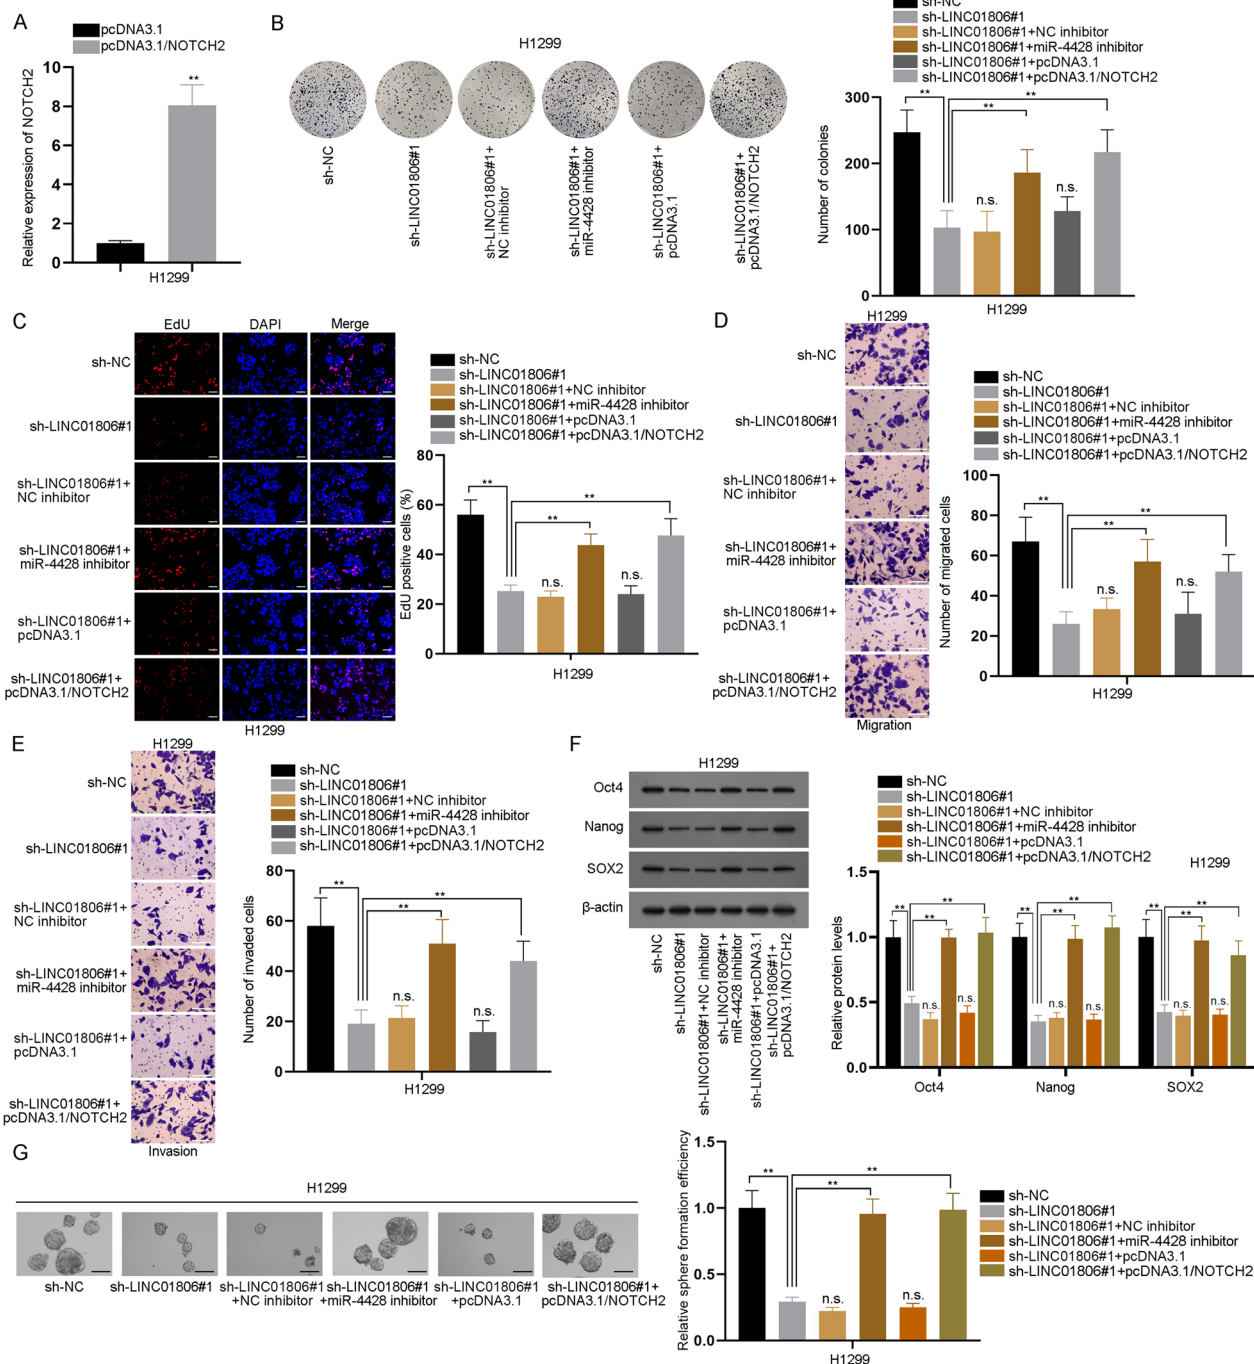 A
pcDNA3.1
pcDNA3.1/NOTCH2
Relative expression of NOTCH2
10
8
6
4
2
0
**
H1299
B
H1299
sh-NC
sh-LINC01806#1
sh-LINC01806#1+
NC inhibitor
sh-LINC01806#1+
miR-4428 inhibitor
sh-LINC01806#1+
pcDNA3.1
sh-LINC01806#1+
pcDNA3.1/NOTCH2
sh-NC
sh-LINC01806#1
sh-LINC01806#1+NC inhibitor
sh-LINC01806#1+miR-4428 inhibitor
sh-LINC01806#1+pcDNA3.1
sh-LINC01806#1+pcDNA3.1/NOTCH2
Number of colonies
300
200
100
0
**
**
**
n.s.
n.s.
H1299
C
EdU
DAPI
Merge
sh-NC
sh-LINC01806#1
sh-LINC01806#1+
NC inhibitor
sh-LINC01806#1+
miR-4428 inhibitor
sh-LINC01806#1+
pcDNA3.1
sh-LINC01806#1+
pcDNA3.1/NOTCH2
H1299
sh-NC
sh-LINC01806#1
sh-LINC01806#1+NC inhibitor
sh-LINC01806#1+miR-4428 inhibitor
sh-LINC01806#1+pcDNA3.1
sh-LINC01806#1+pcDNA3.1/NOTCH2
EdU positive cells (%)
80
60
40
20
0
**
**
**
n.s.
n.s.
H1299
D
H1299
sh-NC
sh-LINC01806#1
sh-LINC01806#1+
NC inhibitor
sh-LINC01806#1+
miR-4428 inhibitor
sh-LINC01806#1+
pcDNA3.1
sh-LINC01806#1+
pcDNA3.1/NOTCH2
Migration
sh-NC
sh-LINC01806#1
sh-LINC01806#1+NC inhibitor
sh-LINC01806#1+miR-4428 inhibitor
sh-LINC01806#1+pcDNA3.1
sh-LINC01806#1+pcDNA3.1/NOTCH2
Number of migrated cells
100
80
60
40
20
0
**
**
**
n.s.
n.s.
H1299
E
H1299
sh-NC
sh-LINC01806#1
sh-LINC01806#1+
NC inhibitor
sh-LINC01806#1+
miR-4428 inhibitor
sh-LINC01806#1+
pcDNA3.1
sh-LINC01806#1+
pcDNA3.1/NOTCH2
Invasion
sh-NC
sh-LINC01806#1
sh-LINC01806#1+NC inhibitor
sh-LINC01806#1+miR-4428 inhibitor
sh-LINC01806#1+pcDNA3.1
sh-LINC01806#1+pcDNA3.1/NOTCH2
Number of invaded cells
80
60
40
20
0
**
**
**
n.s.
n.s.
H1299
F
H1299
Oct4
Nanog
SOX2
β-actin
sh-NC
sh-LINC01806#1
sh-LINC01806#1+NC inhibitor
sh-LINC01806#1+
miR-4428 inhibitor
sh-LINC01806#1+pcDNA3.1
sh-LINC01806#1+
pcDNA3.1/NOTCH2
sh-NC
sh-LINC01806#1
sh-LINC01806#1+NC inhibitor
sh-LINC01806#1+miR-4428 inhibitor
sh-LINC01806#1+pcDNA3.1
sh-LINC01806#1+pcDNA3.1/NOTCH2
H1299
Relative protein levels
1.5
1.0
0.5
0.0
**
**
**
n.s.
n.s.
**
**
**
n.s.
n.s.
**
**
**
n.s.
n.s.
Oct4
Nanog
SOX2
G
H1299
sh-NC
sh-LINC01806#1
sh-LINC01806#1
+NC inhibitor
sh-LINC01806#1
+miR-4428 inhibitor
sh-LINC01806#1
+pcDNA3.1
sh-LINC01806#1+
pcDNA3.1/NOTCH2
Relative sphere formation efficiency
1.5
1.0
0.5
0.0
**
**
**
n.s.
n.s.
H1299
sh-NC
sh-LINC01806#1
sh-LINC01806#1+NC inhibitor
sh-LINC01806#1+miR-4428 inhibitor
sh-LINC01806#1+pcDNA3.1
sh-LINC01806#1+pcDNA3.1/NOTCH2